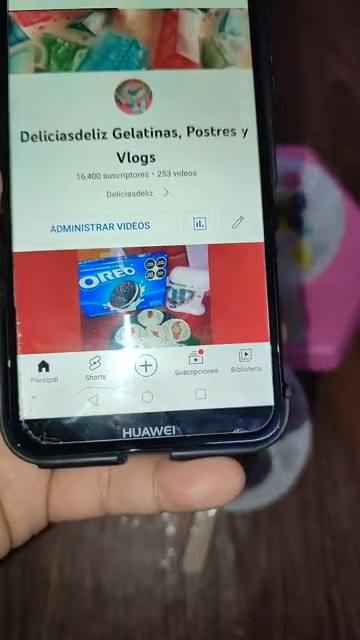 Deliciasdeliz Gelatinas, Postres y
Vlogs
16,400 suscriptores • 253 videos
Deliciasdeliz
ADMINISTRAR VIDEOS
OREO
Principal
Shorts
Suscripciones
Biblioteca
HUAWEI